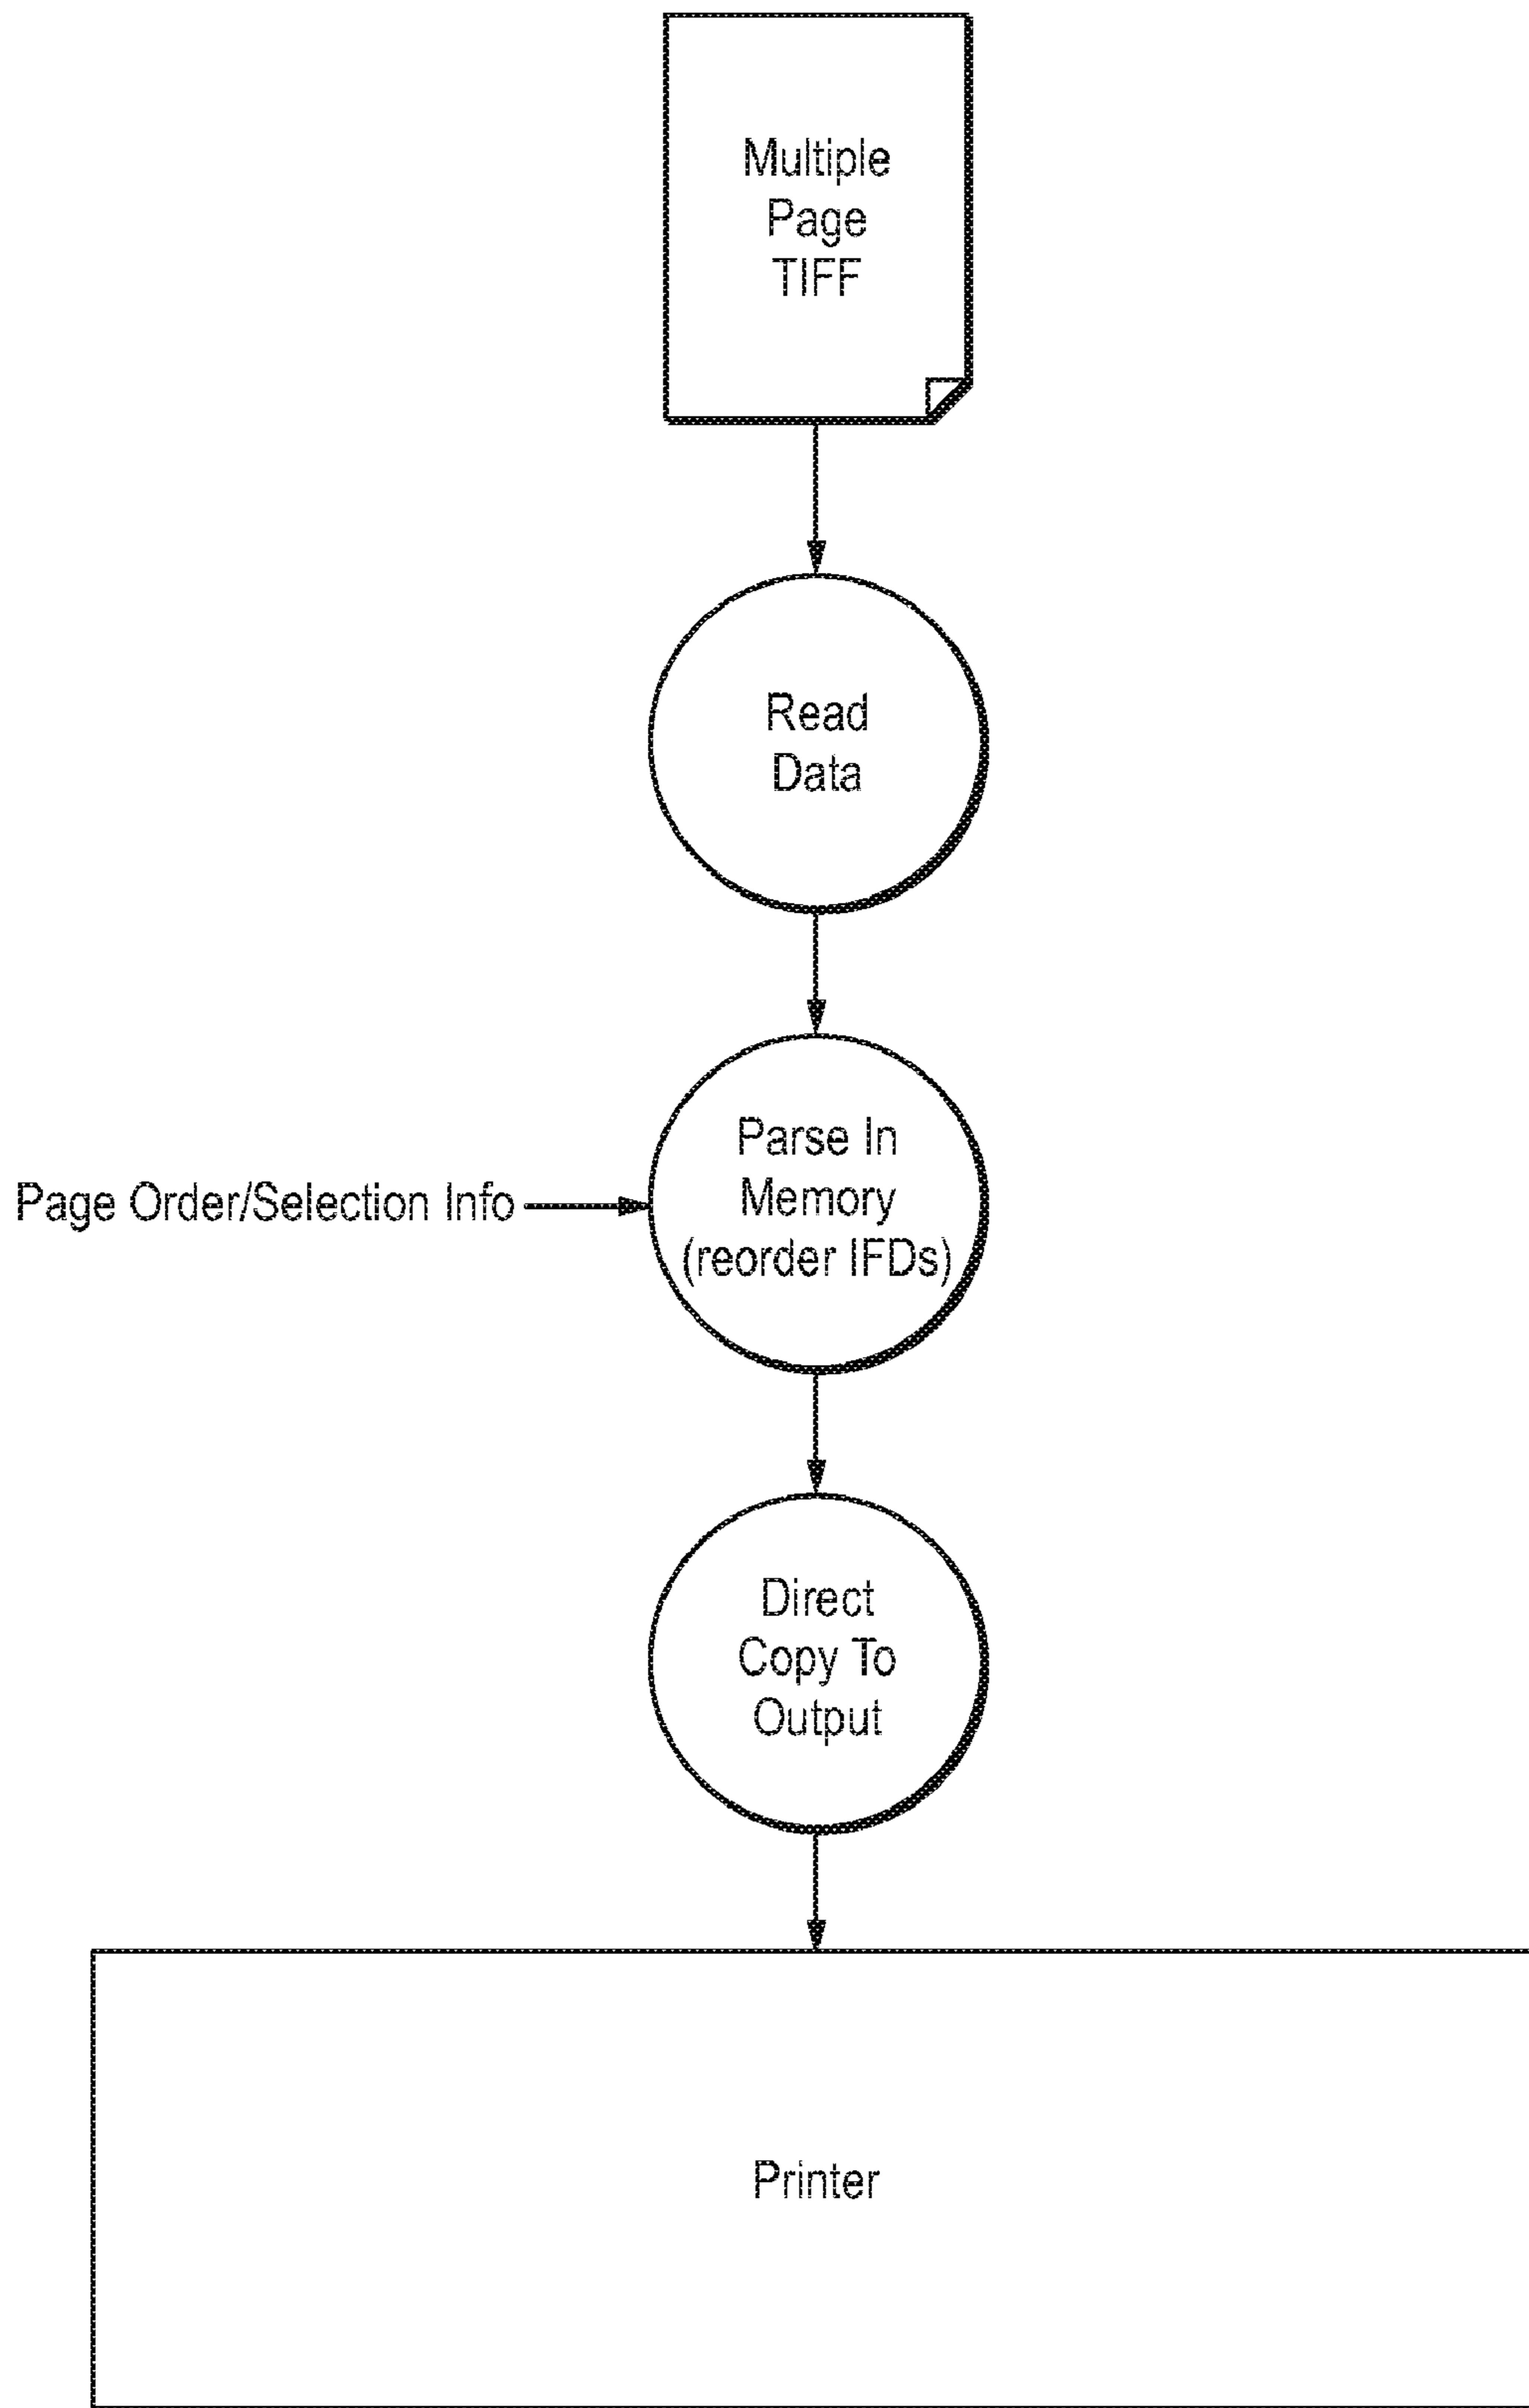 Multiple
Page
TIFF
Read
Data
Page Order/Selection Info
Parse In
Memory
(reorder IFDs)
Direct
Copy To
Output
Printer